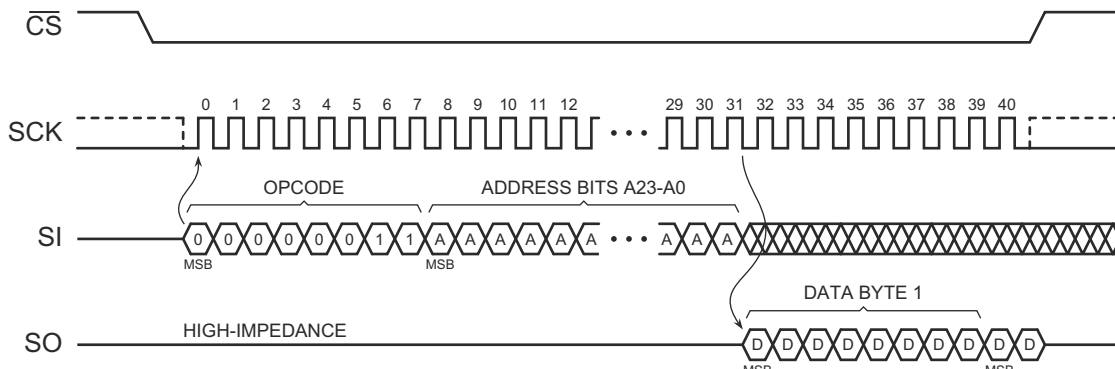 CS
0 1 2 3 4 5 6 7 8 9 10 11 12 29 30 31 32 33 34 35 36 37 38 39 40
SCK
OPCODE ADDRESS BITS A23-A0
SI 0 0 0 0 0 0 1 1 A A A A A A A A A
MSB MSB
DATA BYTE 1
HIGH-IMPEDANCE
SO D D D D D D D D D D
MSB MSB